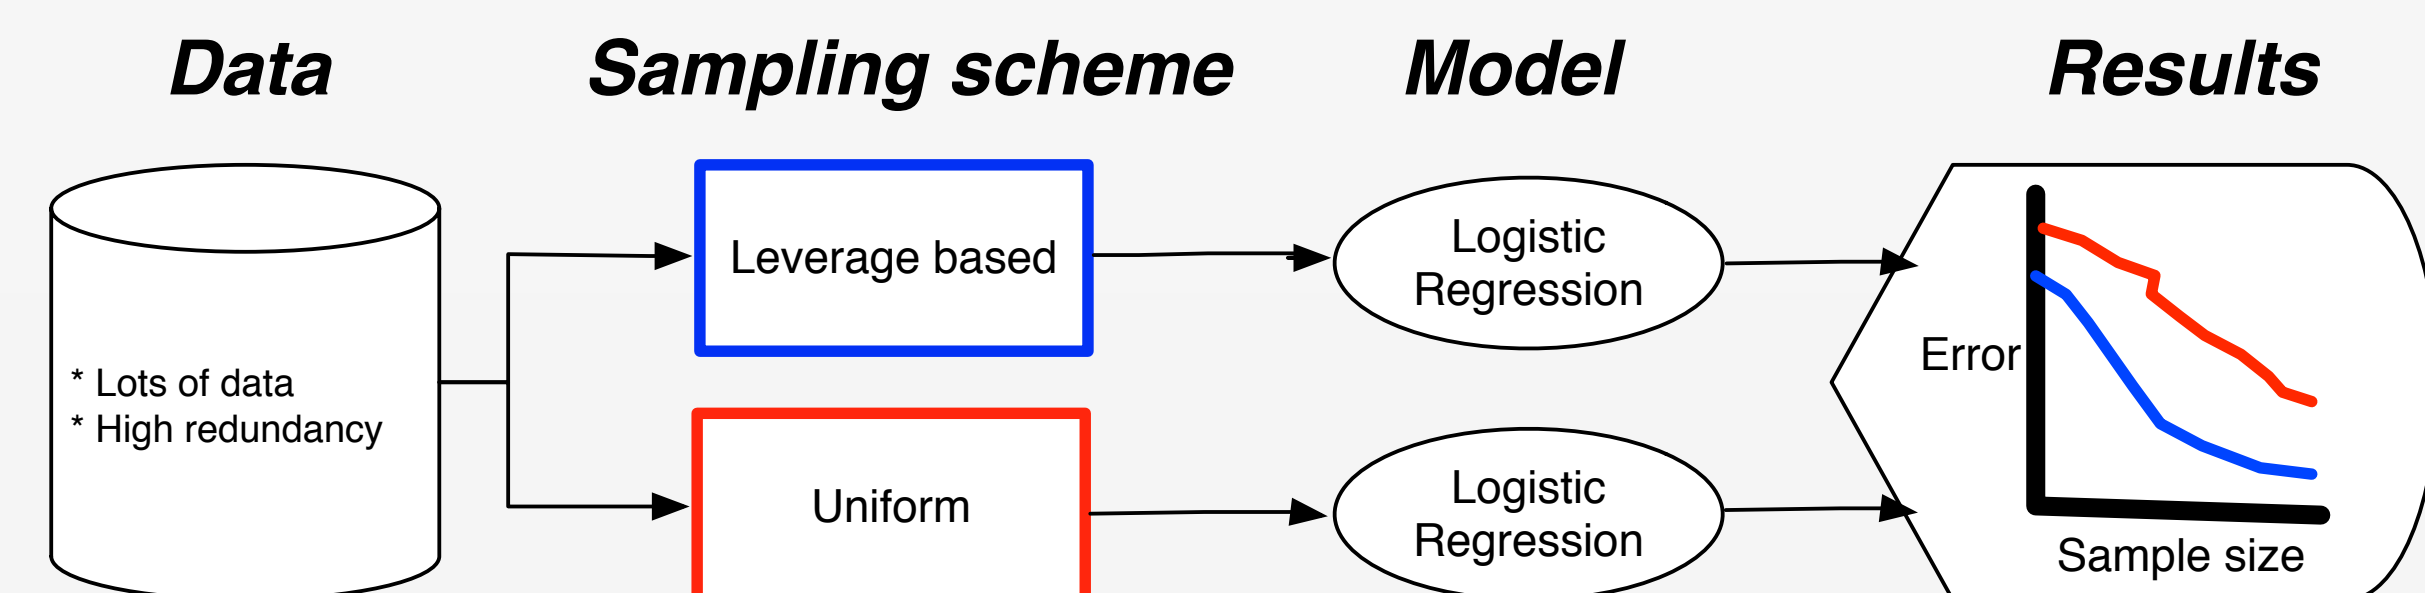 Data
Sampling scheme
Model
Results
* Lots of data
* High redundancy
Leverage based
Uniform
Logistic
Regression
Logistic
Regression
Error
Sample size